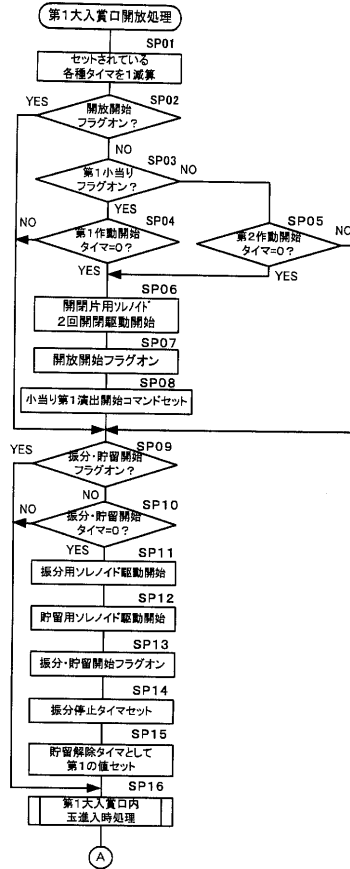 第1大入賞口開放処理
SP01
セットされている
各種タイマを1減算
YES
SP02
開放開始
フラグオン?
NO
SP03
第1小当り
フラグオン?
NO
YES
NO
SP04
第1作動開始
タイマ=0?
SP05
NO
第2作動開始
タイマ=0?
YES
YES
SP06
開閉片用ソレノイド
2回開閉駆動開始
SP07
開放開始フラグオン
SP08
小当り第1演出開始コマンドセット
YES
SP09
振分・貯留開始
フラグオン?
NO
NO
SP10
振分・貯留開始
タイマ=0?
YES
SP11
振分用ソレノイド駆動開始
SP12
貯留用ソレノイド駆動開始
SP13
振分・貯留開始フラグオン
SP14
振分停止タイマセット
SP15
貯留解除タイマとして
第1の値セット
SP16
第1大入賞口内
玉進入時処理
A